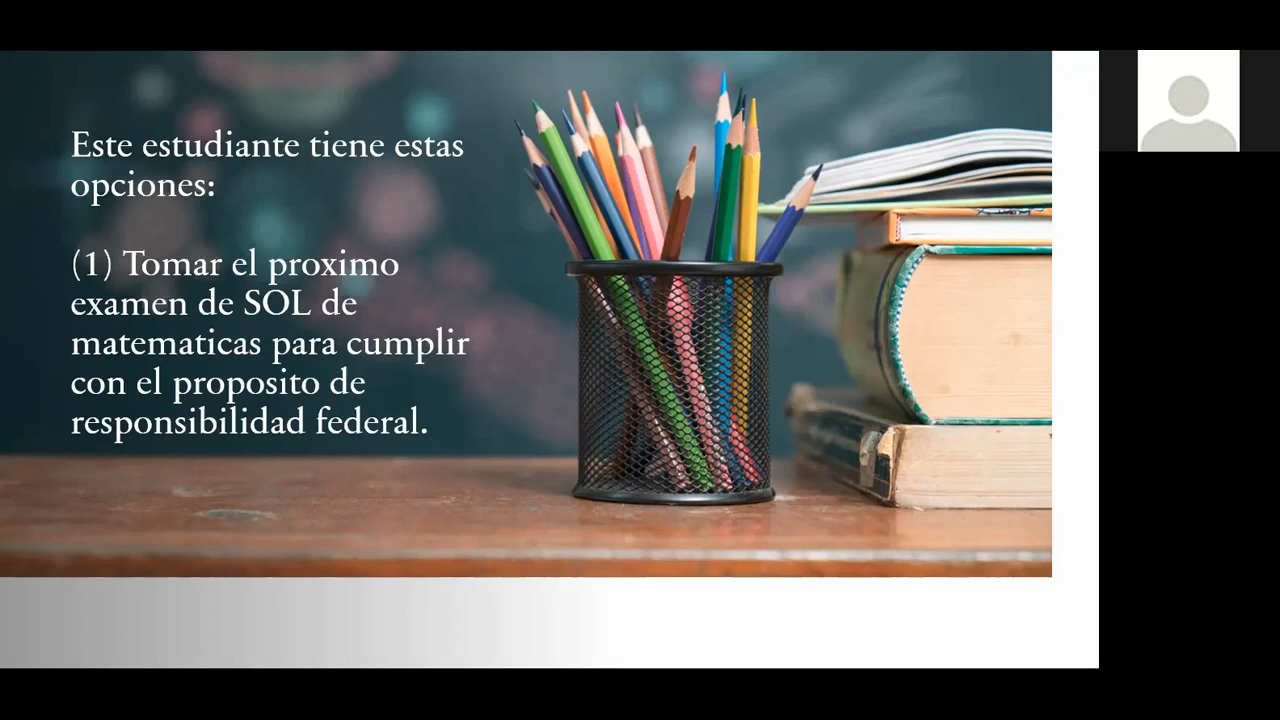 Este estudiante tiene estas
opciones:
(1) Tomar el proximo
examen de SOL de
matematicas para cumplir
con el proposito de
responsibilidad federal.